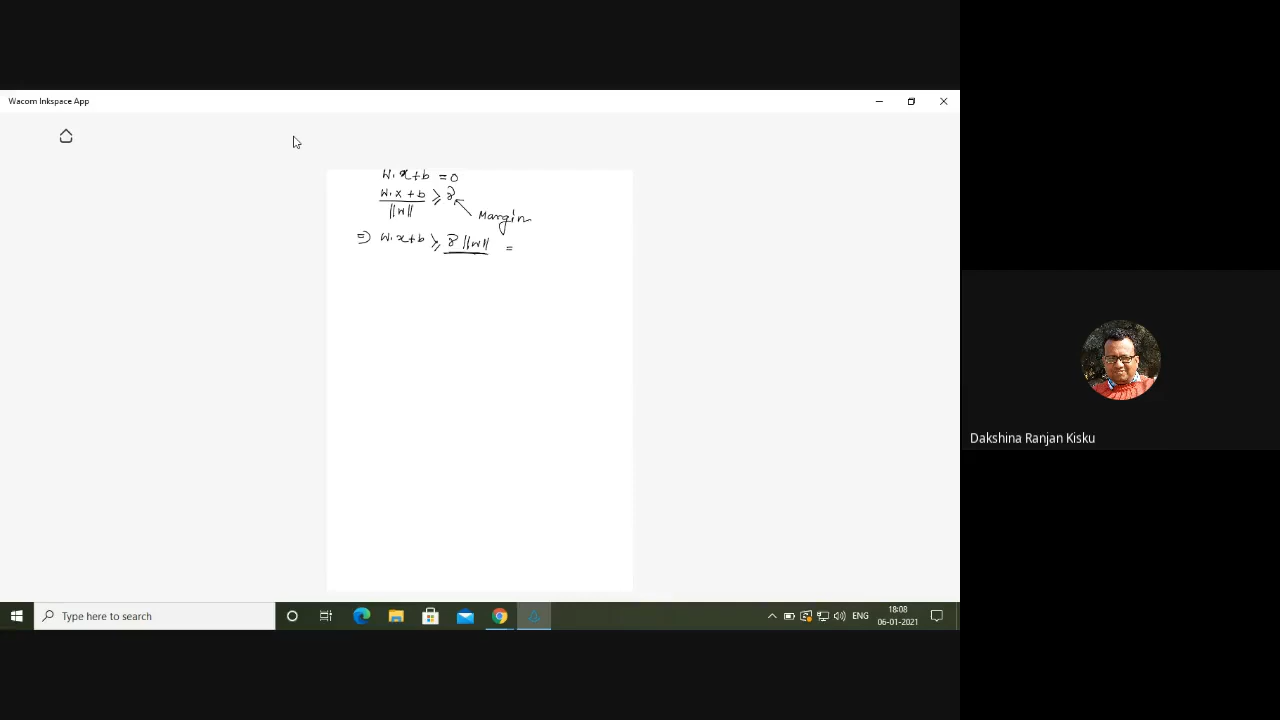 Wacom Inkspace App
W.x+b =0
W.x+b / ||W|| ≥ γ
Margin
⇒ W.x+b ≥ γ ||W|| =
Dakshina Ranjan Kisku
Type here to search
ENG
18:08
06-01-2021